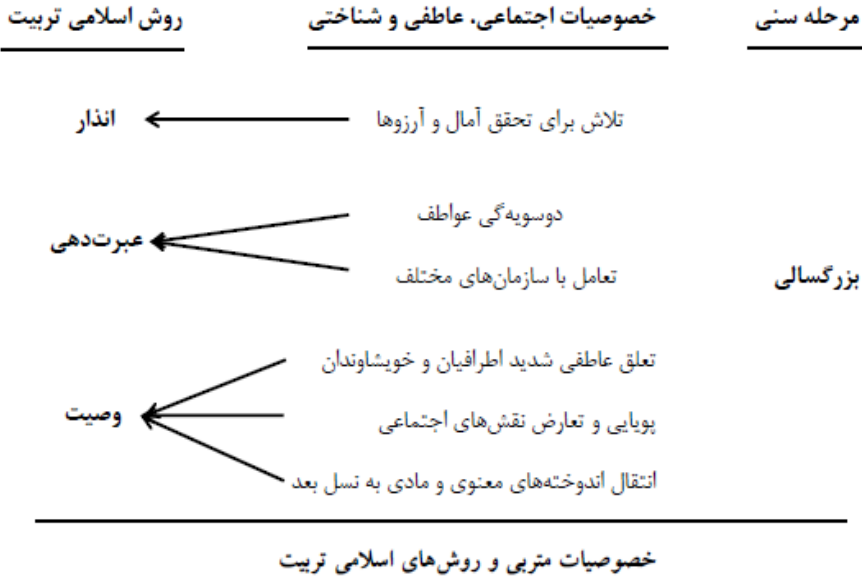 مرحله سنی خصوصیات اجتماعی، عاطفی و شناختی روش اسلامی تربیت
تلاش برای تحقق آمال و آرزوها انذار
دوسویه‌گی عواطف
عبرت‌دهی
بزرگسالی تعامل با سازمان‌های مختلف
تعلق عاطفی شدید اطرافیان و خویشاوندان
پویایی و تعارض نقش‌های اجتماعی وصیت
انتقال اندوخته‌های معنوی و مادی به نسل بعد
خصوصیات متربی و روش‌های اسلامی تربیت